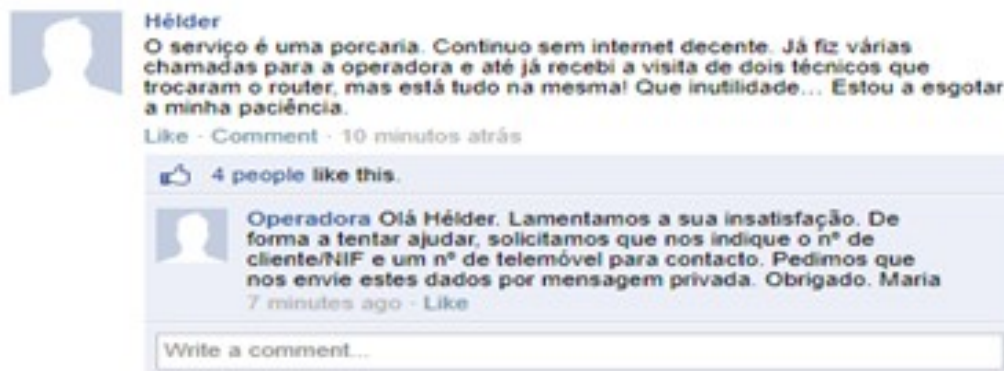 Hélder
O serviço é uma porcaria. Continuo sem internet decente. Já fiz várias
chamadas para a operadora e até já recebi a visita de dois técnicos que
trocaram o router, mas está tudo na mesma! Que inutilidade... Estou a esgotar
a minha paciência.
Like · Comment · 10 minutos atrás
4 people like this.
Operadora Olá Hélder. Lamentamos a sua insatisfação. De
forma a tentar ajudar, solicitamos que nos indique o nº de
cliente/NIF e um nº de telemóvel para contacto. Pedimos que
nos envie estes dados por mensagem privada. Obrigado. Maria
7 minutes ago · Like
Write a comment...